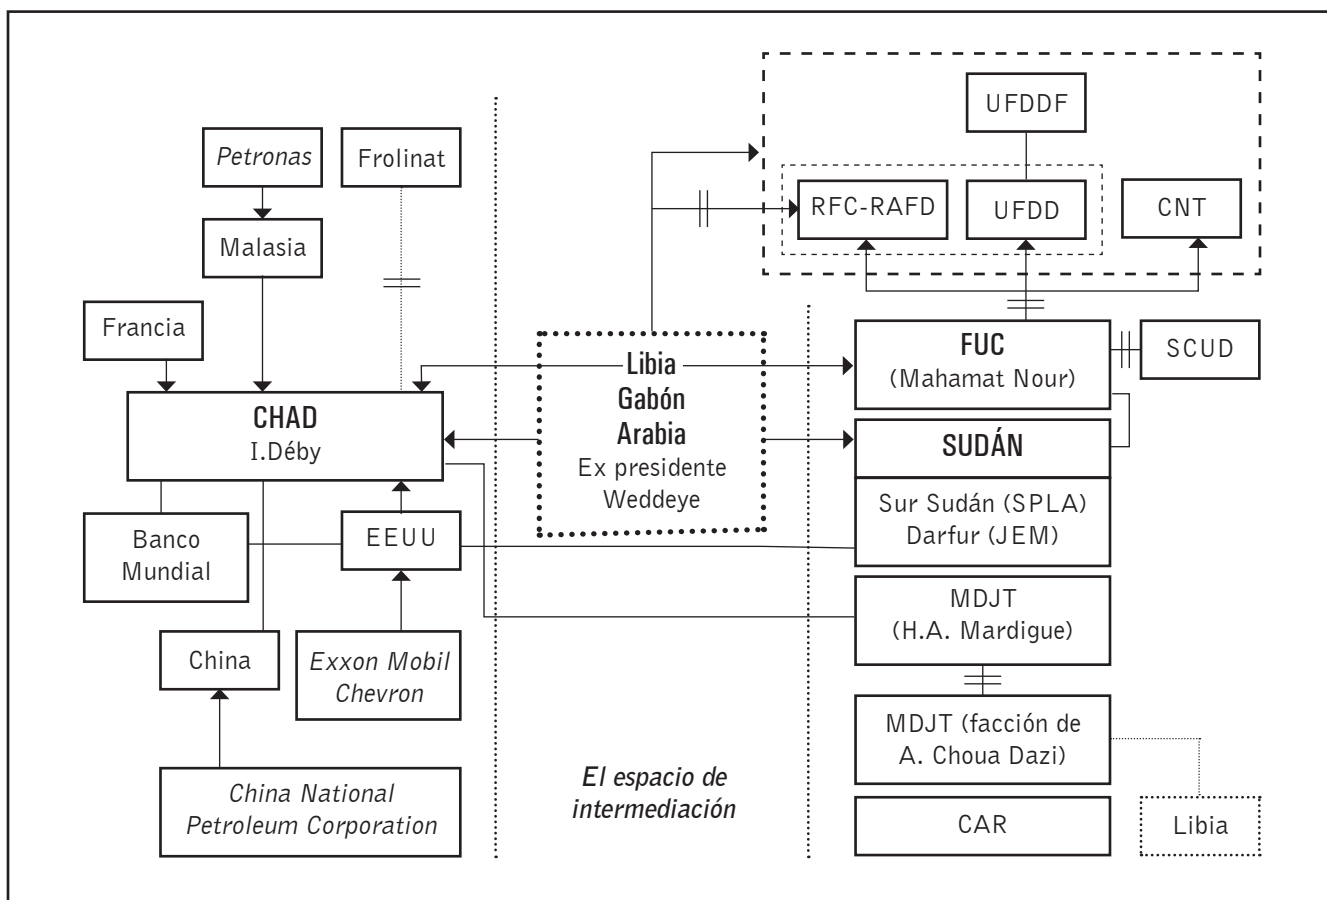 Petronas
Frolinat
Malasia
Francia
CHAD
I.Déby
Banco
Mundial
EEUU
China
Exxon Mobil
Chevron
China National
Petroleum Corporation
Libia
Gabón
Arabia
Ex presidente
Weddeye
El espacio de
intermediación
UFDDF
RFC-RAFD
UFDD
CNT
FUC
(Mahamat Nour)
SCUD
SUDÁN
Sur Sudán (SPLA)
Darfur (JEM)
MDJT
(H.A. Mardigue)
MDJT (facción de
A. Choua Dazi)
CAR
Libia